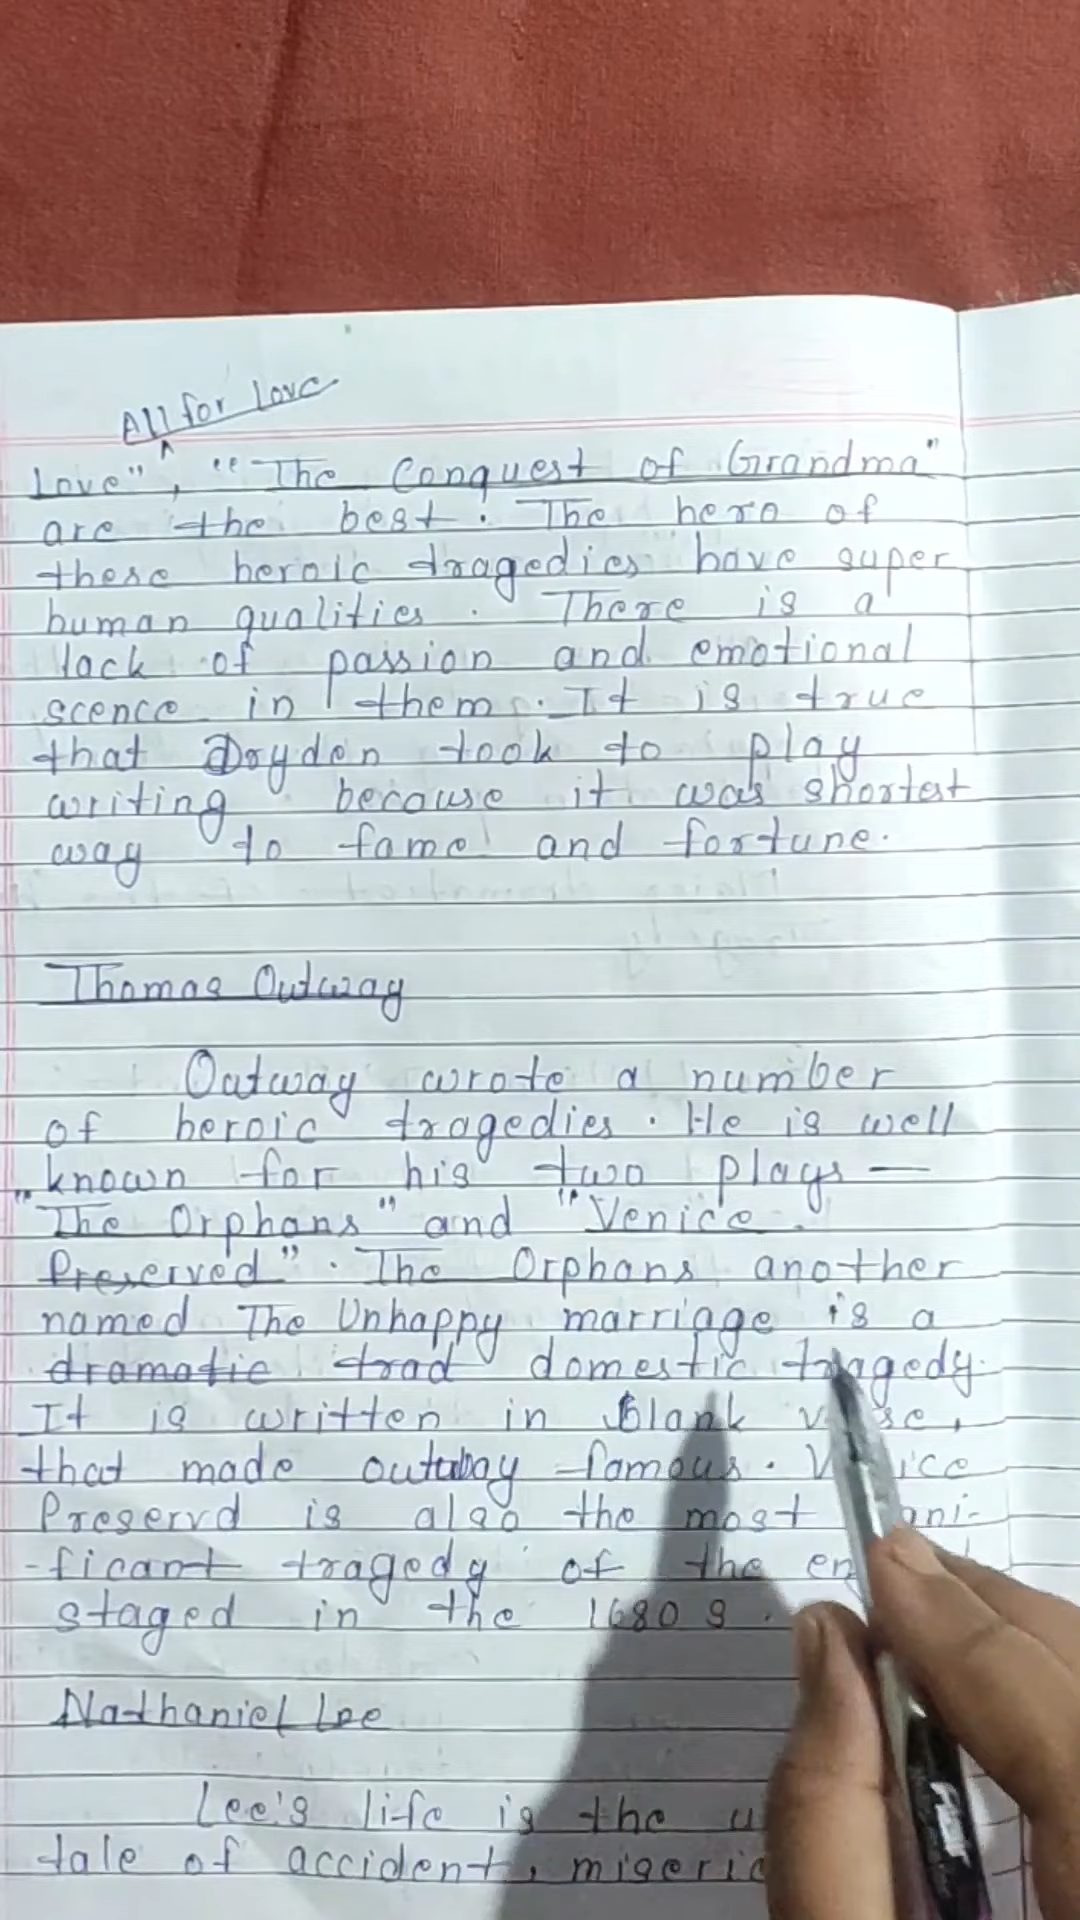 All for Love
Love", "The Conquest of Grandma"
are the best. The hero of
these heroic tragedies have super
human qualities. There is a
lack of passion and emotional
scence in them. It is true
that Dryden took to play
writing because it was shortest
way to fame and fortune.
Thomas Outway
Outway wrote a number
of heroic tragedies. He is well
known for his two plays —
"The Orphans" and "Venice
Preserved". The Orphans another
named The Unhappy marriage is a
dramatic trad domestic tragedy.
It is written in blank
that made outway famous.
Preservd is also the most
-ficant tragedy of the
staged in the 1680s.
Nathaniel Lee
Lee's life is the
tale of accident,